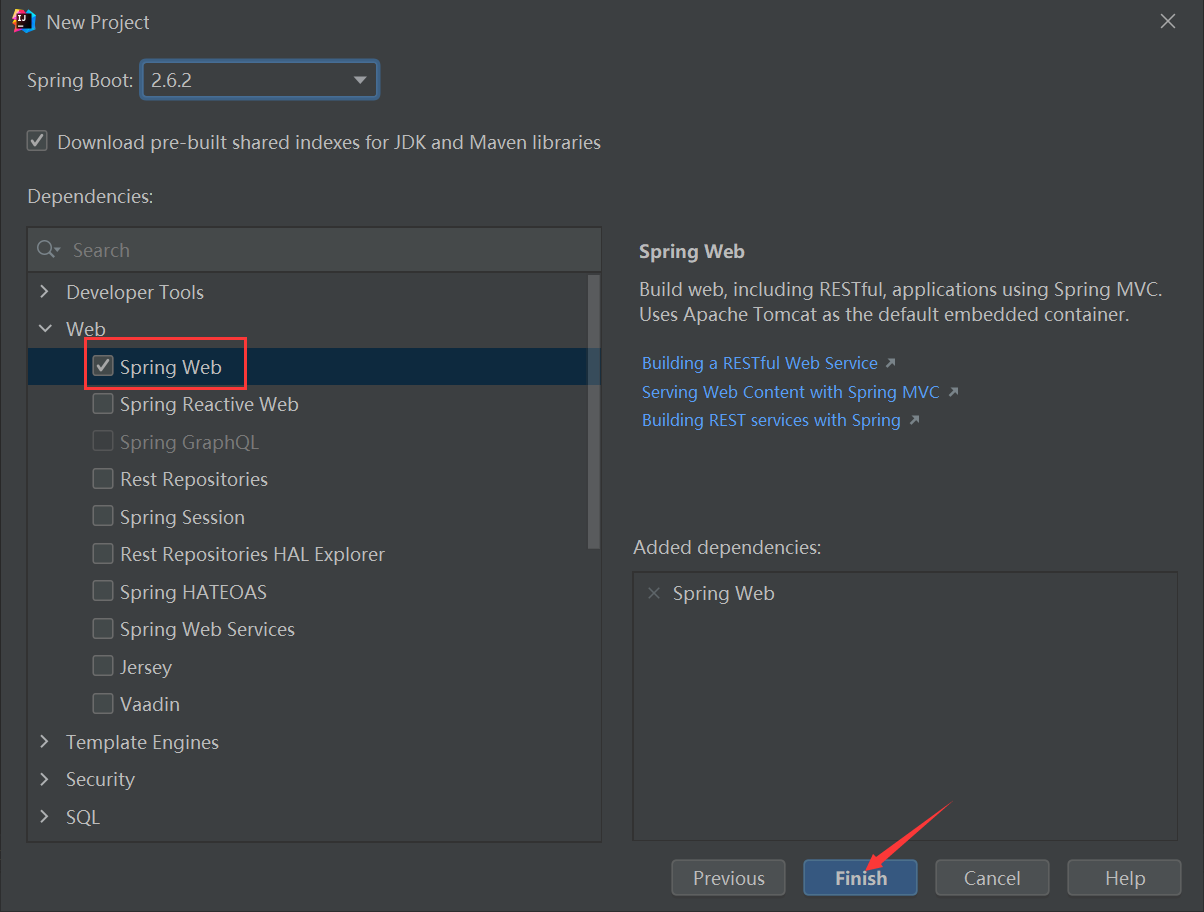 New Project
Spring Boot: 2.6.2
Download pre-built shared indexes for JDK and Maven libraries
Dependencies:
Search
Developer Tools
Web
Spring Web
Spring Reactive Web
Spring GraphQL
Rest Repositories
Spring Session
Rest Repositories HAL Explorer
Spring HATEOAS
Spring Web Services
Jersey
Vaadin
Template Engines
Security
SQL
Spring Web
Build web, including RESTful, applications using Spring MVC.
Uses Apache Tomcat as the default embedded container.
Building a RESTful Web Service
Serving Web Content with Spring MVC
Building REST services with Spring
Added dependencies:
Spring Web
Previous Finish Cancel Help